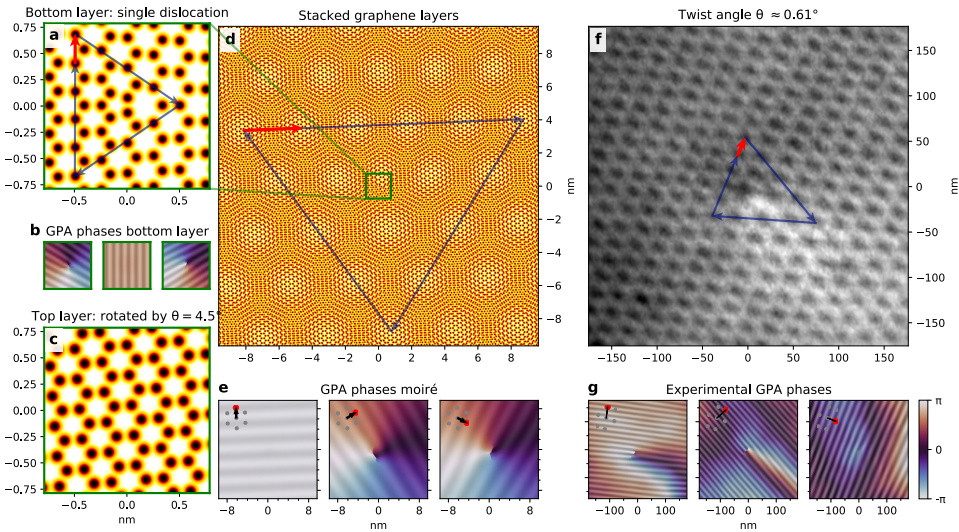 Bottom layer: single dislocation
Stacked graphene layers
Twist angle θ ≈0.61°
a
0.75
0.50
0.25
0.00
−0.25
−0.50
−0.75
−0.5 0.0 0.5
d
8
6
4
2
0
−2
−4
−6
−8
nm
−8 −6 −4 −2 0 2 4 6 8
nm
f
150
100
50
0
−50
−100
−150
nm
−150 −100 −50 0 50 100 150
nm
b GPA phases bottom layer
Top layer: rotated by θ = 4.5°
c
0.75
0.50
0.25
0.00
−0.25
−0.50
−0.75
−0.5 0.0 0.5
nm
e GPA phases moiré
−8 0 8
−8 0 8
−8 0 8
nm
g Experimental GPA phases
−100 0 100
−100 0 100
−100 0 100
nm
π
0
−π